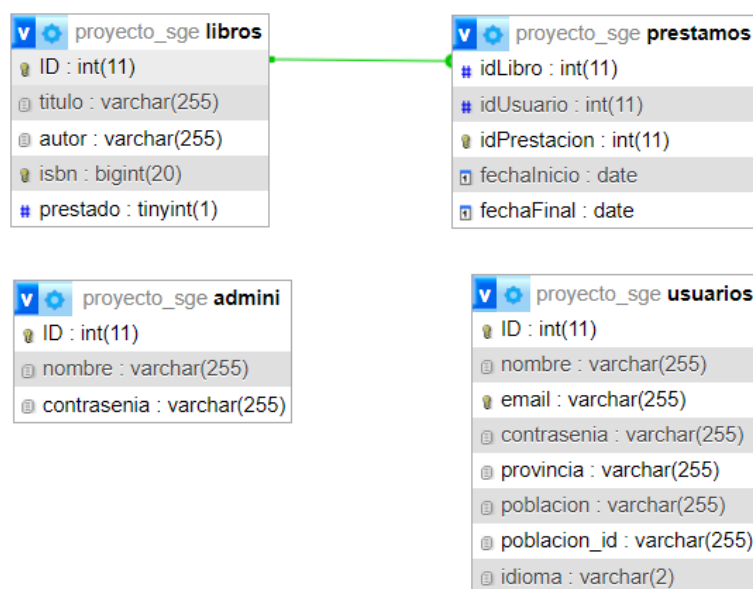 proyecto_sge libros
ID : int(11)
titulo : varchar(255)
autor : varchar(255)
isbn : bigint(20)
prestado : tinyint(1)
proyecto_sge prestamos
idLibro : int(11)
idUsuario : int(11)
idPrestacion : int(11)
fechaInicio : date
fechaFinal : date
proyecto_sge admini
ID : int(11)
nombre : varchar(255)
contrasenia : varchar(255)
proyecto_sge usuarios
ID : int(11)
nombre : varchar(255)
email : varchar(255)
contrasenia : varchar(255)
provincia : varchar(255)
poblacion : varchar(255)
poblacion_id : varchar(255)
idioma : varchar(2)